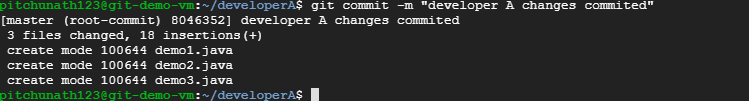 pitchunath123@git-demo-vm:~/developerA$ git commit -m "developer A changes commited"
[master (root-commit) 8046352] developer A changes commited
 3 files changed, 18 insertions(+)
 create mode 100644 demo1.java
 create mode 100644 demo2.java
 create mode 100644 demo3.java
pitchunath123@git-demo-vm:~/developerA$